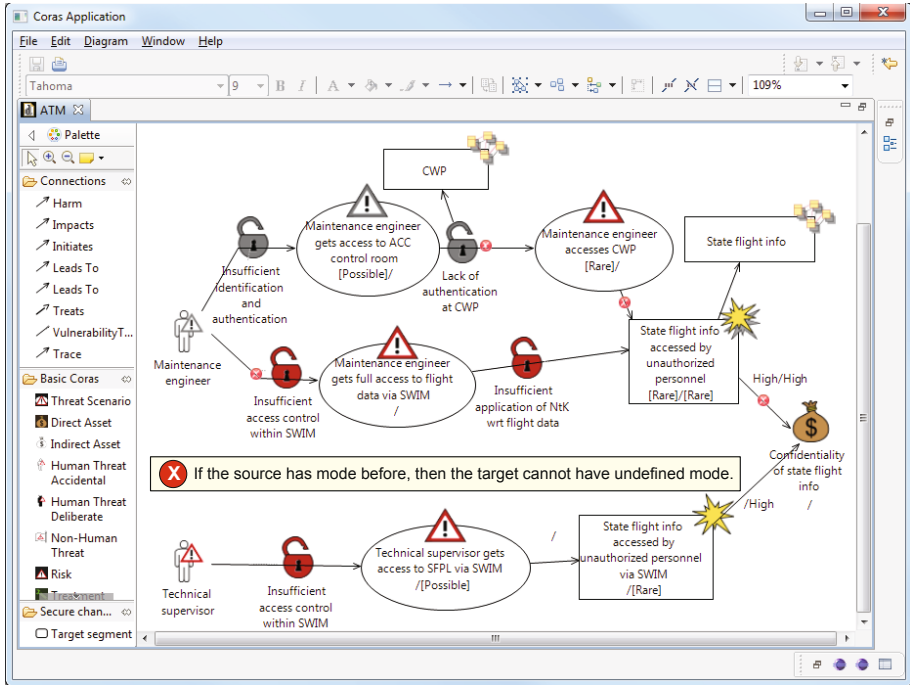 Coras Application
File Edit Diagram Window Help
Tahoma
9
B I
A
109%
ATM
Palette
Connections
Harm
Impacts
Initiates
Leads To
Leads To
Treats
VulnerabilityT...
Trace
Basic Coras
Threat Scenario
Direct Asset
Indirect Asset
Human Threat
Accidental
Human Threat
Deliberate
Non-Human
Threat
Risk
Treatment
Secure chan...
Target segment
CWP
Maintenance engineer
gets access to ACC
control room
[Possible]/
Insufficient
identification
and
authentication
Lack of
authentication
at CWP
Maintenance engineer
accesses CWP
[Rare]/
State flight info
Maintenance
engineer
Insufficient
access control
within SWIM
Maintenance engineer
gets full access to flight
data via SWIM
/
Insufficient
application of NtK
wrt flight data
State flight info
accessed by
unauthorized
personnel
[Rare]/[Rare]
High/High
$
Confidentiality
of state flight
info
/
X If the source has mode before, then the target cannot have undefined mode.
/High
Technical
supervisor
Insufficient
access control
within SWIM
Technical supervisor gets
access to SFPL via SWIM
/[Possible]
/
State flight info
accessed by
unauthorized personnel
via SWIM
/[Rare]